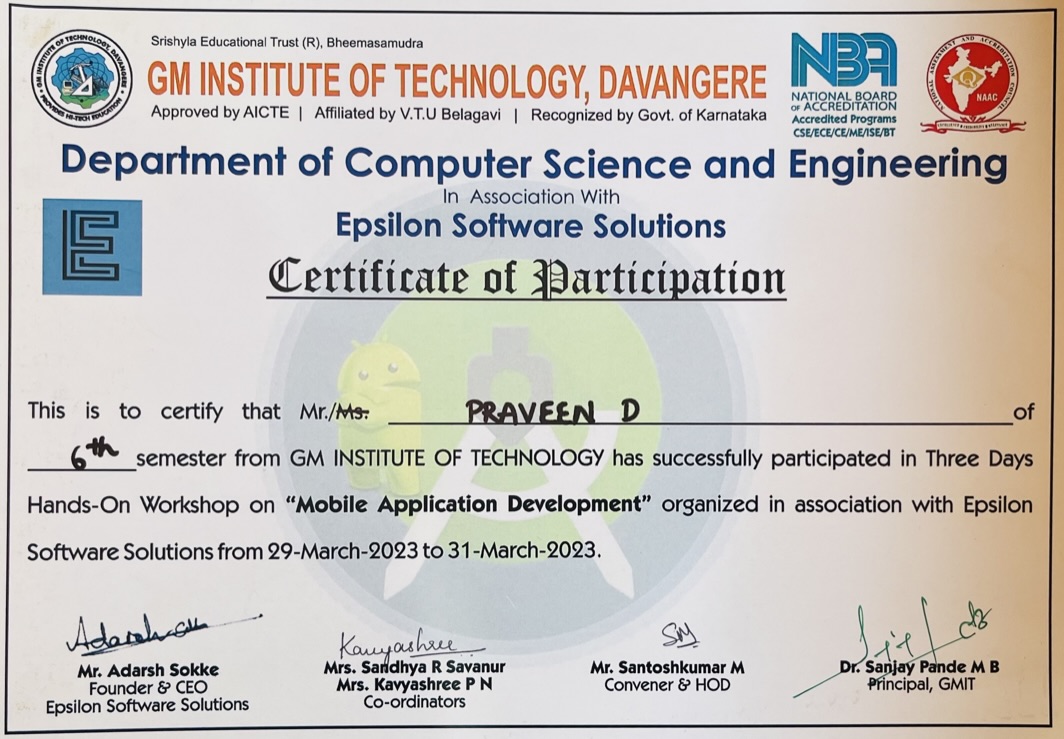 GM INSTITUTE OF TECHNOLOGY, DAVANGERE
PROVIDES HI-TECH EDUCATION
Srishyla Educational Trust (R), Bheemasamudra
GM INSTITUTE OF TECHNOLOGY, DAVANGERE
Approved by AICTE | Affiliated by V.T.U Belagavi | Recognized by Govt. of Karnataka
NBA
NATIONAL BOARD
OF ACCREDITATION
Accredited Programs
CSE/ECE/CE/ME/ISE/BT
NATIONAL ASSESSMENT AND ACCREDITATION COUNCIL
NAAC
Department of Computer Science and Engineering
In Association With
Epsilon Software Solutions
E
Certificate of Participation
This is to certify that Mr./Ms. PRAVEEN D of
6th semester from GM INSTITUTE OF TECHNOLOGY has successfully participated in Three Days
Hands-On Workshop on “Mobile Application Development” organized in association with Epsilon
Software Solutions from 29-March-2023 to 31-March-2023.
Kavyashree
Mr. Adarsh Sokke
Founder & CEO
Epsilon Software Solutions
Mrs. Sandhya R Savanur
Mrs. Kavyashree P N
Co-ordinators
Mr. Santoshkumar M
Convener & HOD
Dr. Sanjay Pande M B
Principal, GMIT